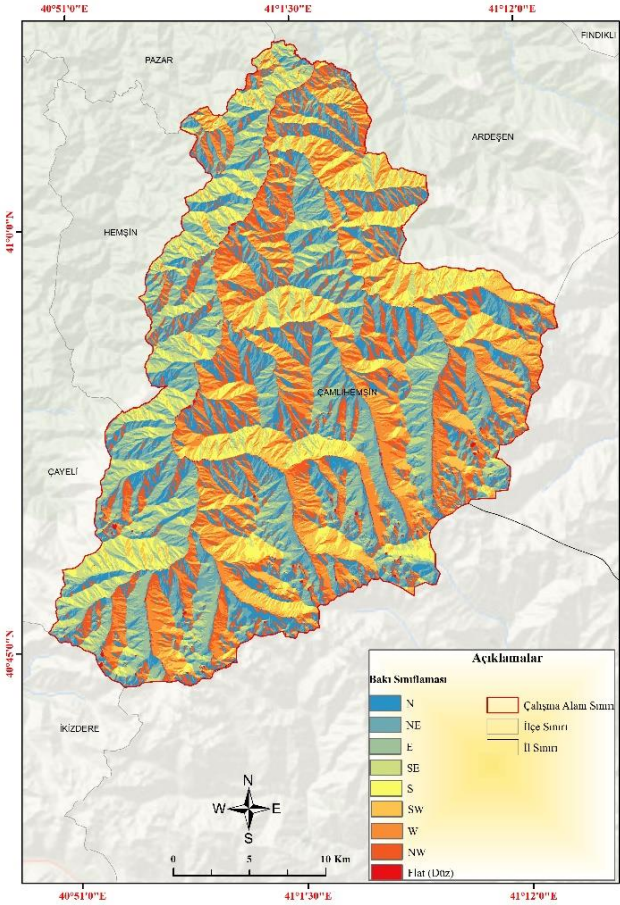 40°51'0"E 41°1'30"E 41°12'0"E
FINDIKLI
PAZAR
ARDEŞEN
41°0'0"N
HEMŞİN
ÇAMLIHEMŞİN
ÇAYELİ
40°45'0"N
İKİZDERE
Açıklamalar
Bakı Sınıflaması
N
NE
E
SE
S
SW
W
NW
Flat (Düz)
Çalışma Alanı Sınırı
İlçe Sınırı
İl Sınırı
N
W E
S
0 5 10 Km
40°51'0"E 41°1'30"E 41°12'0"E